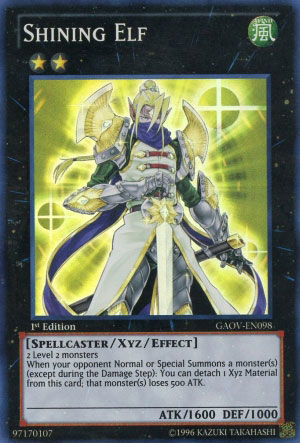 SHINING ELF
風
1st Edition
GAOV-EN098
[SPELLCASTER/XYZ/EFFECT]
2 Level 2 monsters
When your opponent Normal or Special Summons a monster(s)
(except during the Damage Step): You can detach 1 Xyz Material
from this card; that monster(s) loses 500 ATK.
ATK/1600 DEF/1000
97170107
©1996 KAZUKI TAKAHASHI